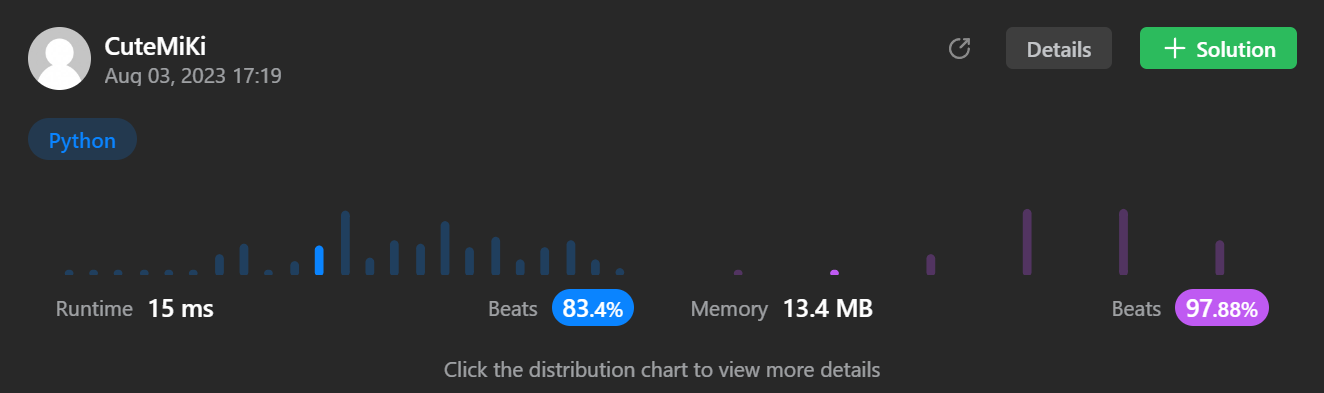 CuteMiKi
Aug 03, 2023 17:19
Details
Solution
Python
Runtime 15 ms Beats 83.4%
Memory 13.4 MB Beats 97.88%
Click the distribution chart to view more details